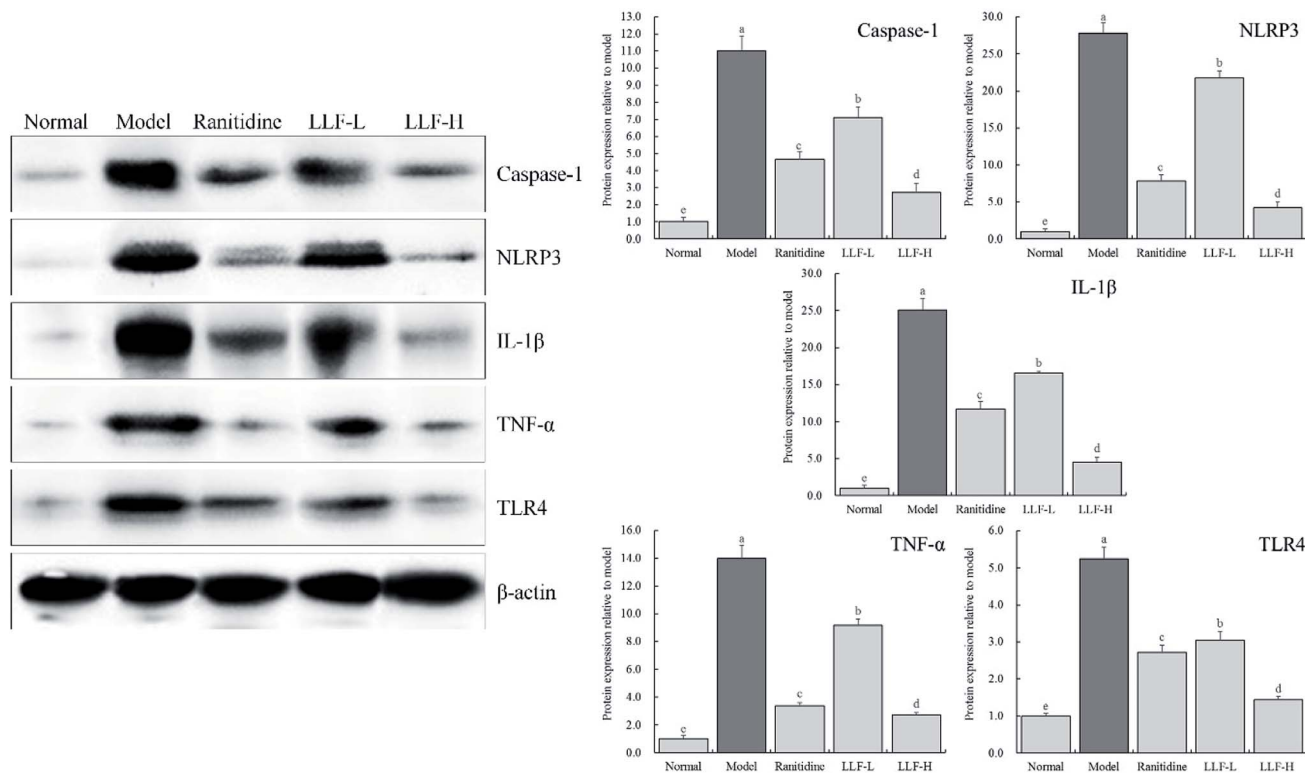 Normal Model Ranitidine LLF-L LLF-H
Caspase-1
NLRP3
IL-1β
TNF-α
TLR4
β-actin
Caspase-1
Protein expression relative to model
13.0
12.0
11.0
10.0
9.0
8.0
7.0
6.0
5.0
4.0
3.0
2.0
1.0
0.0
e
a
c
b
d
Normal Model Ranitidine LLF-L LLF-H
NLRP3
Protein expression relative to model
30.0
25.0
20.0
15.0
10.0
5.0
0.0
e
a
c
b
d
Normal Model Ranitidine LLF-L LLF-H
IL-1β
Protein expression relative to model
30.0
25.0
20.0
15.0
10.0
5.0
0.0
e
a
c
b
d
Normal Model Ranitidine LLF-L LLF-H
TNF-α
Protein expression relative to model
16.0
14.0
12.0
10.0
8.0
6.0
4.0
2.0
0.0
e
a
c
b
d
Normal Model Ranitidine LLF-L LLF-H
TLR4
Protein expression relative to model
6.0
5.0
4.0
3.0
2.0
1.0
0.0
e
a
c
b
d
Normal Model Ranitidine LLF-L LLF-H